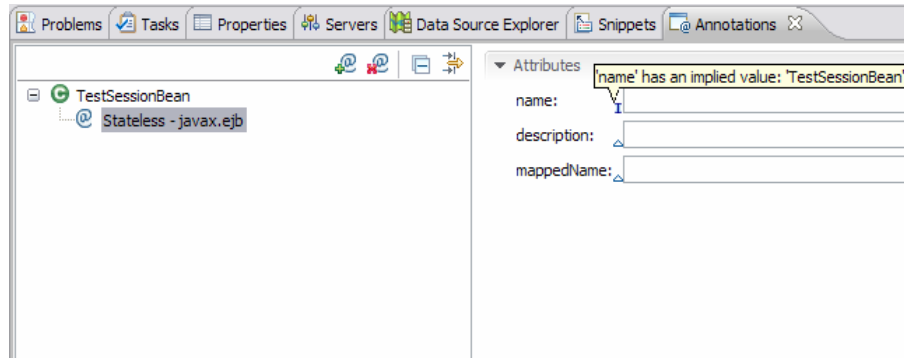 Problems Tasks Properties Servers Data Source Explorer Snippets Annotations
Attributes
'name' has an implied value: 'TestSessionBean'
TestSessionBean
name:
Stateless - javax.ejb
description:
mappedName: